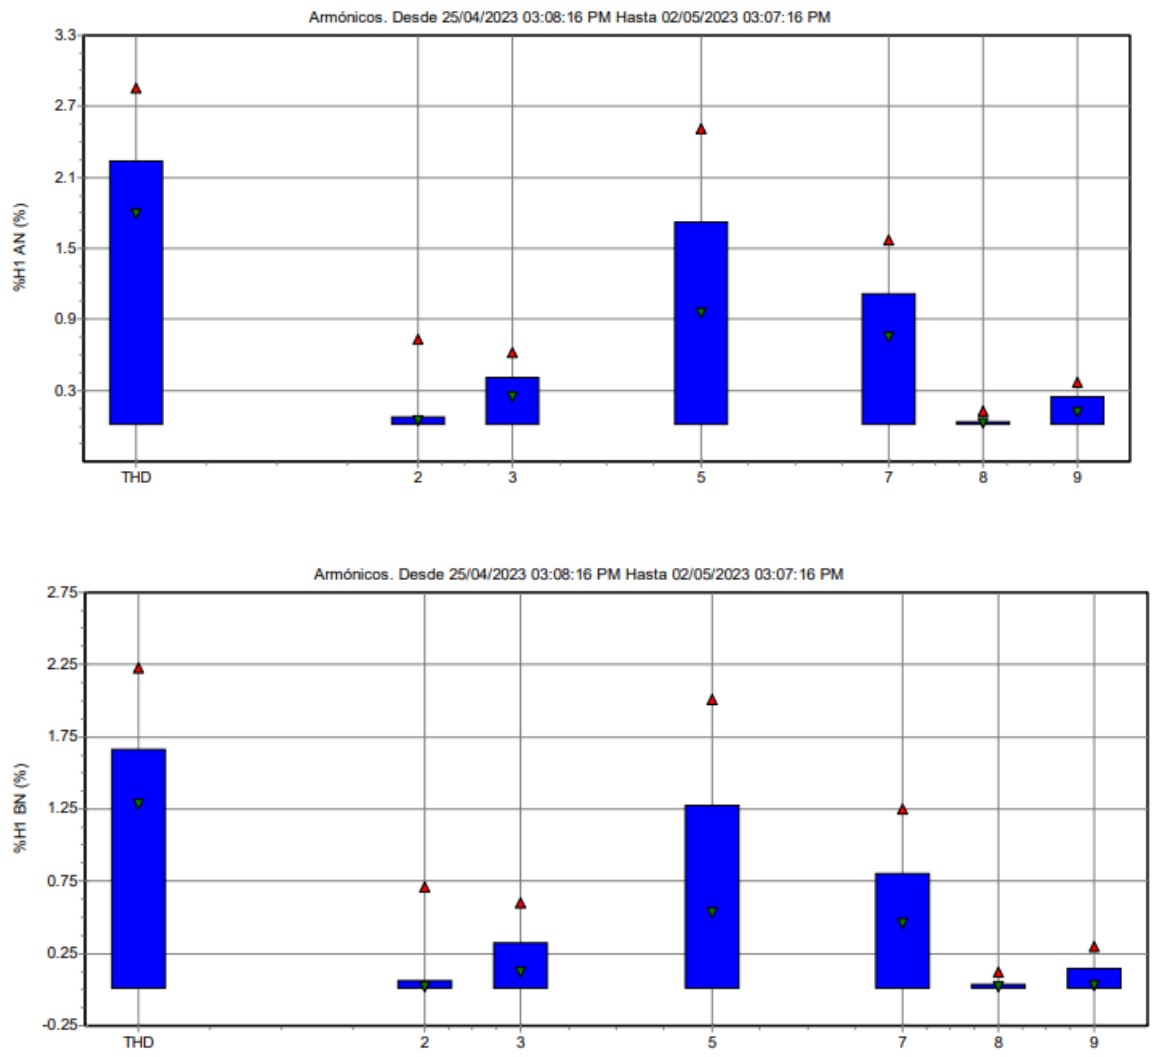 Armónicos. Desde 25/04/2023 03:08:16 PM Hasta 02/05/2023 03:07:16 PM
3.3
2.7
2.1
1.5
0.9
0.3
%H1 AN (%)
THD 2 3 5 7 8 9
Armónicos. Desde 25/04/2023 03:08:16 PM Hasta 02/05/2023 03:07:16 PM
2.75
2.25
1.75
1.25
0.75
0.25
-0.25
%H1 BN (%)
THD 2 3 5 7 8 9